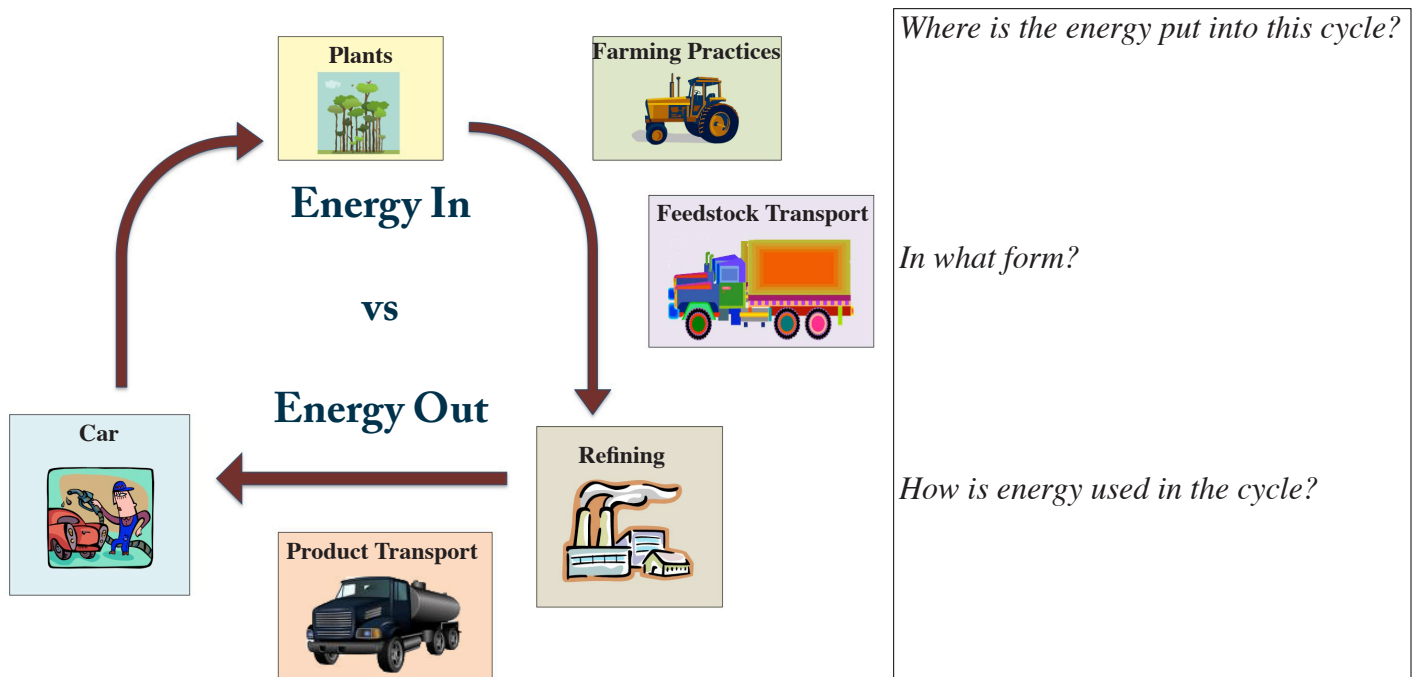 Plants
Farming Practices
Energy In
vs
Energy Out
Feedstock Transport
Car
Refining
Product Transport
Where is the energy put into this cycle?
In what form?
How is energy used in the cycle?